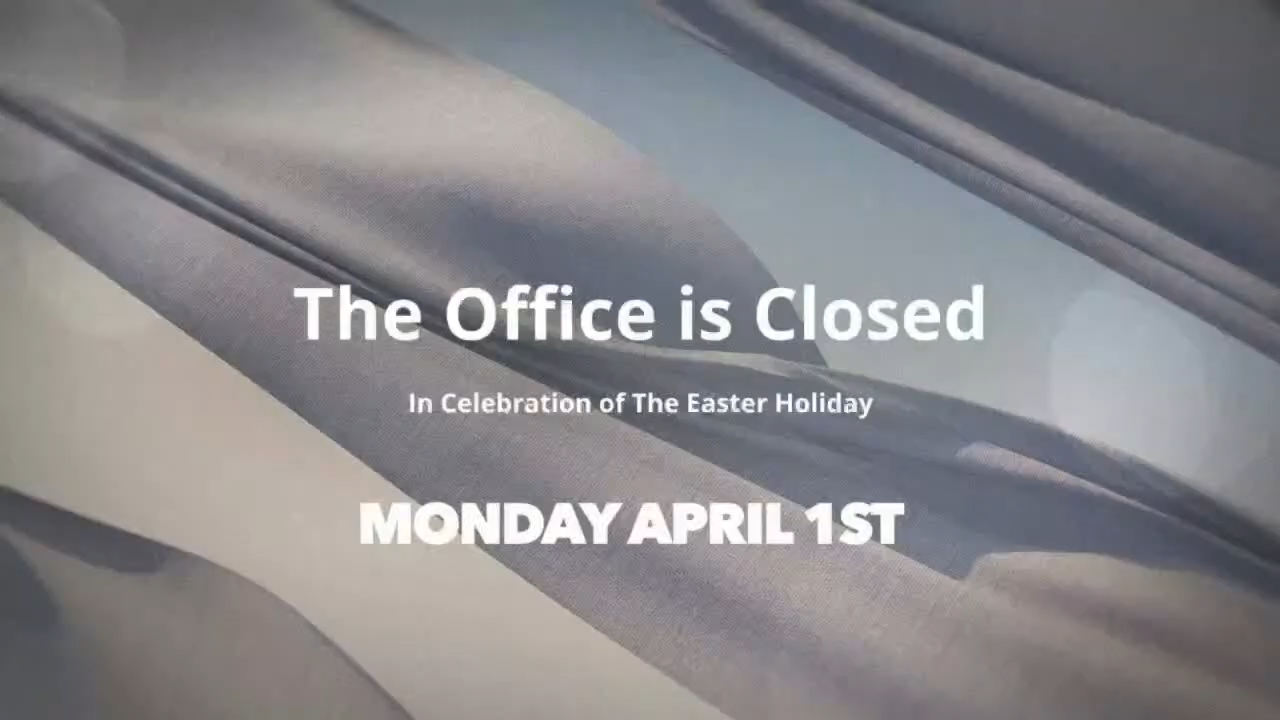 The Office is Closed
In Celebration of The Easter Holiday
MONDAY APRIL 1ST